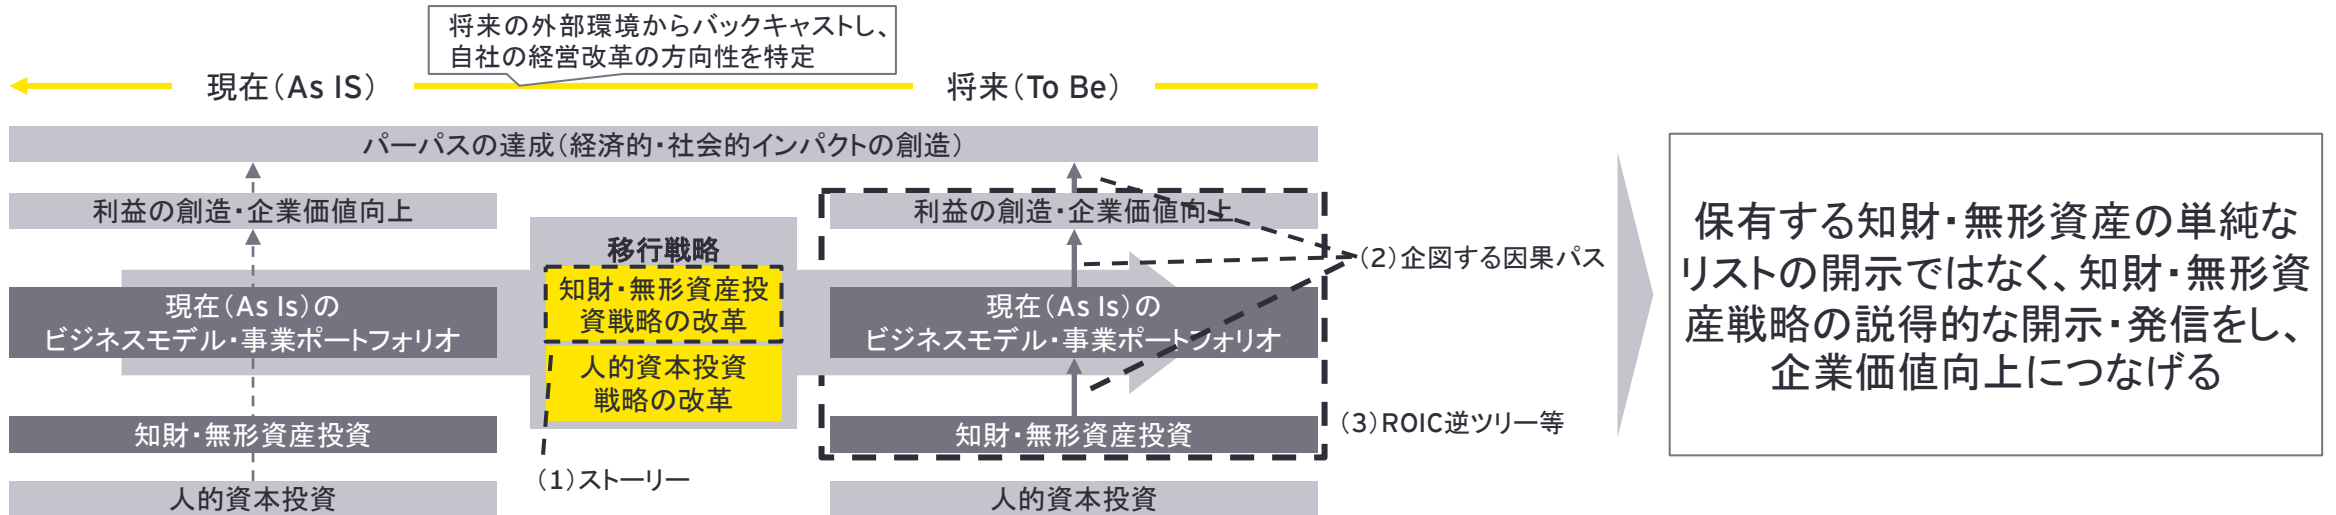 将来の外部環境からバックキャストし、
自社の経営改革の方向性を特定
現在（As IS）
将来（To Be）
パーパスの達成（経済的・社会的インパクトの創造）
利益の創造・企業価値向上
現在（As Is）の
ビジネスモデル・事業ポートフォリオ
知財・無形資産投資
人的資本投資
移行戦略
知財・無形資産投
資戦略の改革
人的資本投資
戦略の改革
（1）ストーリー
利益の創造・企業価値向上
現在（As Is）の
ビジネスモデル・事業ポートフォリオ
知財・無形資産投資
人的資本投資
（2）企図する因果パス
（3）ROIC逆ツリー等
保有する知財・無形資産の単純な
リストの開示ではなく、知財・無形資
産戦略の説得的な開示・発信をし、
企業価値向上につなげる